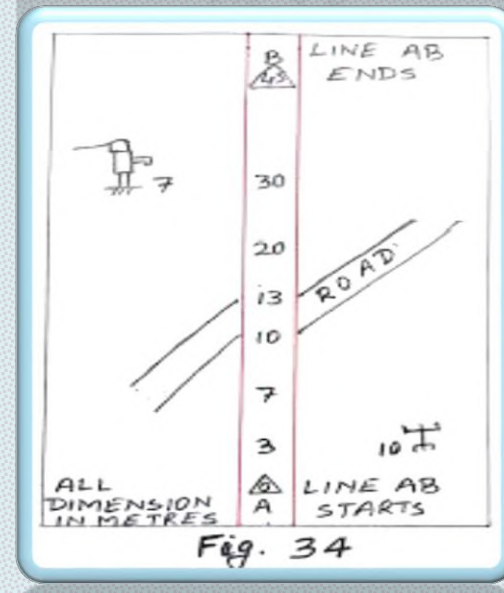 B LINE AB
ENDS
45
7 30
20
ROAD
13
10
7
3 10
ALL LINE AB
DIMENSION A STARTS
IN METRES
Fig. 34